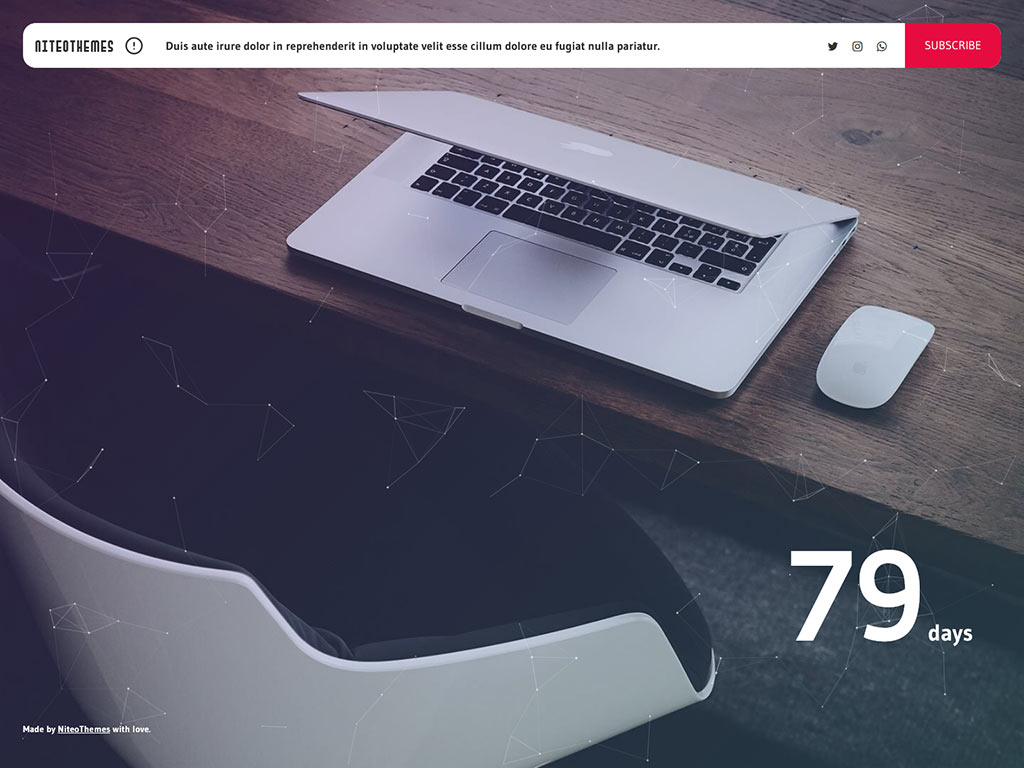 NITEOTHEMES
Duis aute irure dolor in reprehenderit in voluptate velit esse cillum dolore eu fugiat nulla pariatur.
SUBSCRIBE
79 days
Made by NiteoThemes with love.